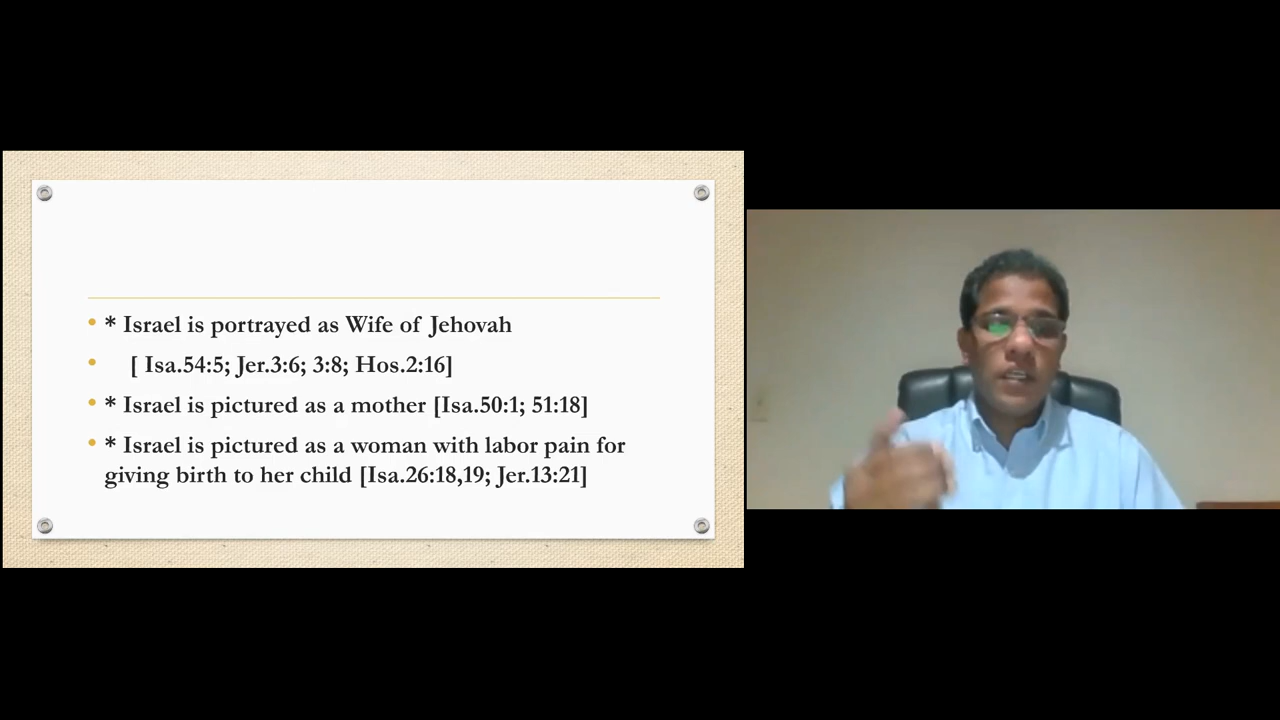 * Israel is portrayed as Wife of Jehovah
[ Isa.54:5; Jer.3:6; 3:8; Hos.2:16]
* Israel is pictured as a mother [Isa.50:1; 51:18]
* Israel is pictured as a woman with labor pain for
giving birth to her child [Isa.26:18,19; Jer.13:21]